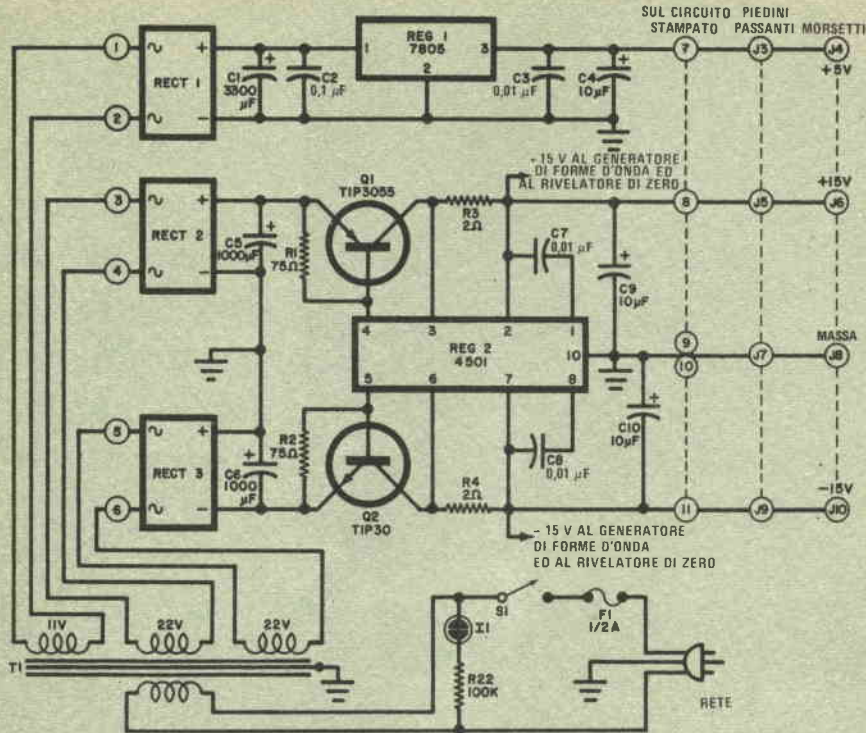 SUL CIRCUITO STAMPATO
PIEDINI PASSANTI
MORSETTI
1
2
RECT 1
+
−
C1
3300
µF
C2
0,1 µF
1
REG 1
7805
3
2
C3
0,01 µF
C4
10µF
7
J3
J4
+5V
- 15 V AL GENERATORE
DI FORME D'ONDA ED
AL RIVELATORE DI ZERO
3
4
RECT 2
+
−
C5
1000µF
R1
75Ω
Q1
TIP3055
R3
2Ω
C7
0,01 µF
C9
10µF
8
J5
+15V
J6
4
3
2
1
REG 2
4501
10
5
6
7
8
9
10
J7
MASSA
J8
5
6
RECT 3
+
−
C6
1000
µF
R2
75Ω
Q2
TIP30
R4
2Ω
C8
0,01 µF
C10
10µF
11
J9
−15V
J10
- 15 V AL GENERATORE
DI FORME D'ONDA
ED AL RIVELATORE DI ZERO
11V
22V
22V
T1
I1
R22
100K
S1
F1
1/2A
RETE